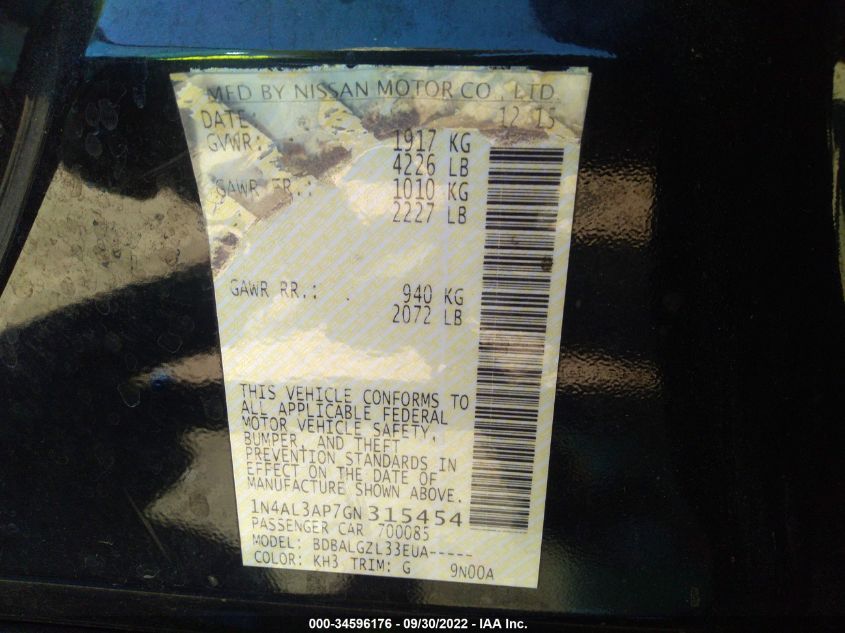 MFD BY NISSAN MOTOR CO., LTD.
DATE: 12 15
GVWR: 1917 KG
4226 LB
GAWR FR.: 1010 KG
2227 LB
GAWR RR.: 940 KG
2072 LB
THIS VEHICLE CONFORMS TO
ALL APPLICABLE FEDERAL
MOTOR VEHICLE SAFETY,
BUMPER, AND THEFT
PREVENTION STANDARDS IN
EFFECT ON THE DATE OF
MANUFACTURE SHOWN ABOVE.
1N4AL3AP7GN315454
PASSENGER CAR 700085
MODEL: BDBALGZL33EUA-----
COLOR: KH3 TRIM: G 9N00A
000-34596176 - 09/30/2022 - IAA Inc.